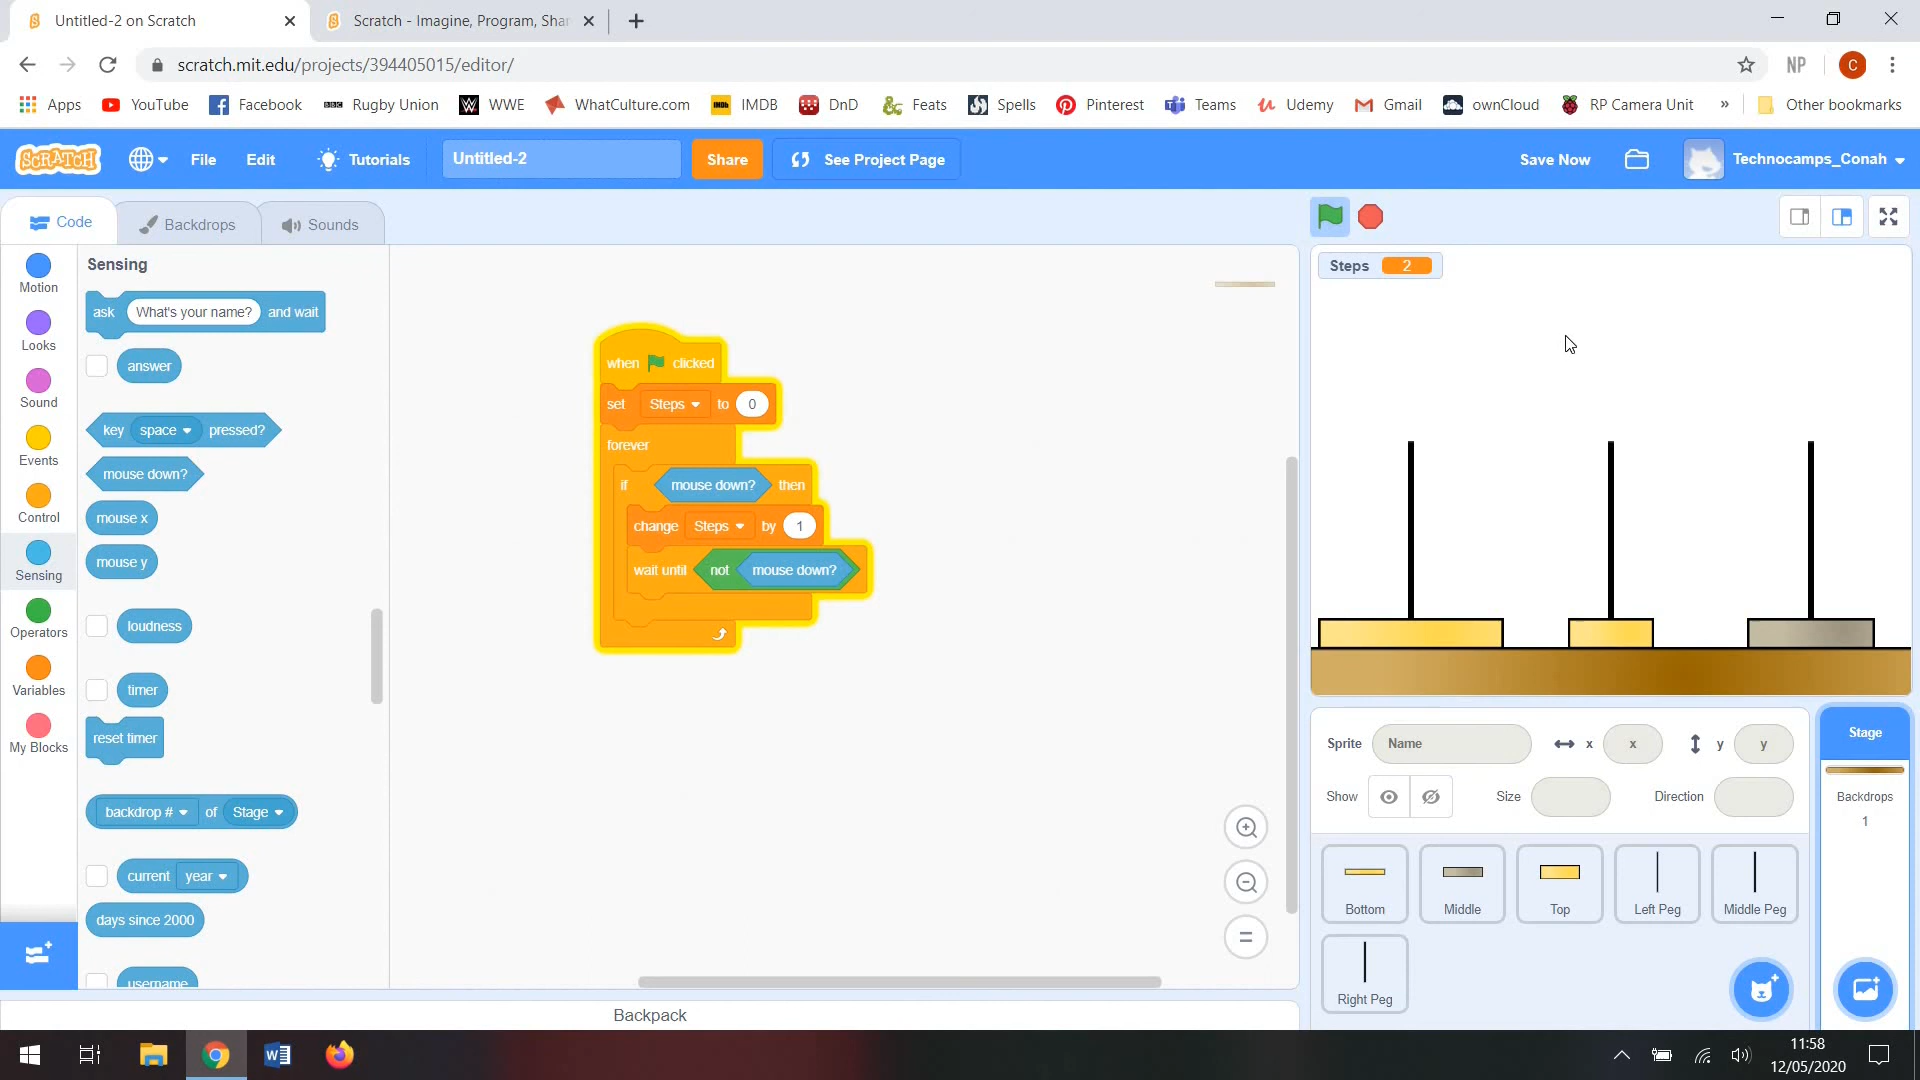 Untitled-2 on Scratch
Scratch - Imagine, Program, Shar
scratch.mit.edu/projects/394405015/editor/
NP
C
Apps
YouTube
Facebook
BBC
Rugby Union
WWE
WhatCulture.com
IMDB
DnD
Feats
Spells
Pinterest
Teams
Udemy
Gmail
ownCloud
RP Camera Unit
»
Other bookmarks
SCRATCH
File
Edit
Tutorials
Untitled-2
Share
See Project Page
Save Now
Technocamps_Conah
Code
Backdrops
Sounds
Motion
Looks
Sound
Events
Control
Sensing
Operators
Variables
My Blocks
Sensing
ask What's your name? and wait
answer
key space pressed?
mouse down?
mouse x
mouse y
loudness
timer
reset timer
backdrop # of Stage
current year
days since 2000
username
when clicked
set Steps to 0
forever
if mouse down? then
change Steps by 1
wait until not mouse down?
Backpack
Steps 2
Sprite Name x x y y
Show Size Direction
Stage
Backdrops
1
Bottom
Middle
Top
Left Peg
Middle Peg
Right Peg
11:58
12/05/2020